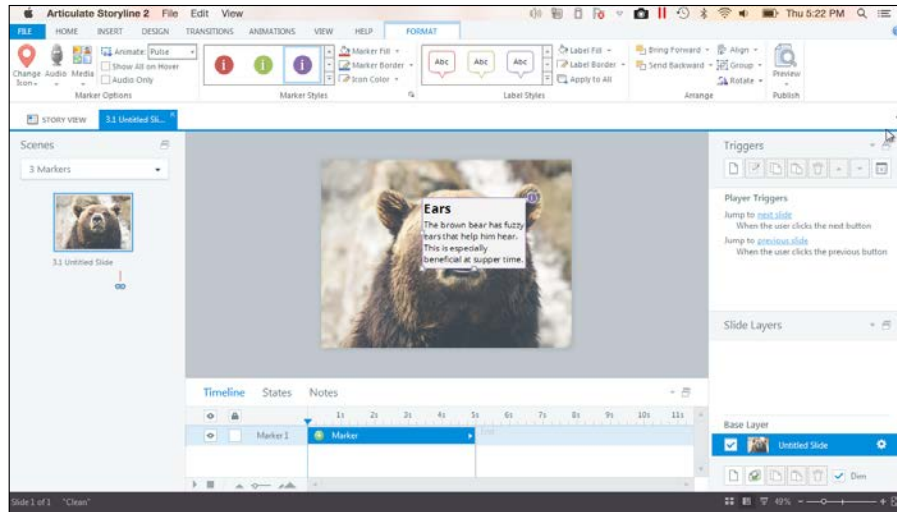 Articulate Storyline 2 File Edit View Thu 5:22 PM
FILE HOME INSERT DESIGN TRANSITIONS ANIMATIONS VIEW HELP FORMAT
Change Icon Audio Media Animate: Pulse
Show All on Hover
Audio Only
Marker Options
i i i
Marker Fill
Marker Border
Icon Color
Marker Styles
Abc Abc Abc
Label Fill
Label Border
Apply to All
Label Styles
Bring Forward Align
Send Backward Group
Rotate
Arrange
Preview
Publish
STORY VIEW 3.1 Untitled Sli...
Scenes
3 Markers
3.1 Untitled Slide
Ears
The brown bear has fuzzy
ears that help him hear.
This is especially
beneficial at supper time.
Triggers
Player Triggers
Jump to next slide
When the user clicks the next button
Jump to previous slide
When the user clicks the previous button
Slide Layers
Base Layer
Untitled Slide
Dim
Timeline States Notes
1s 2s 3s 4s 5s 6s 7s 8s 9s 10s 11s
Marker 1 Marker
End
Slide 1 of 1 "Clean" 49%